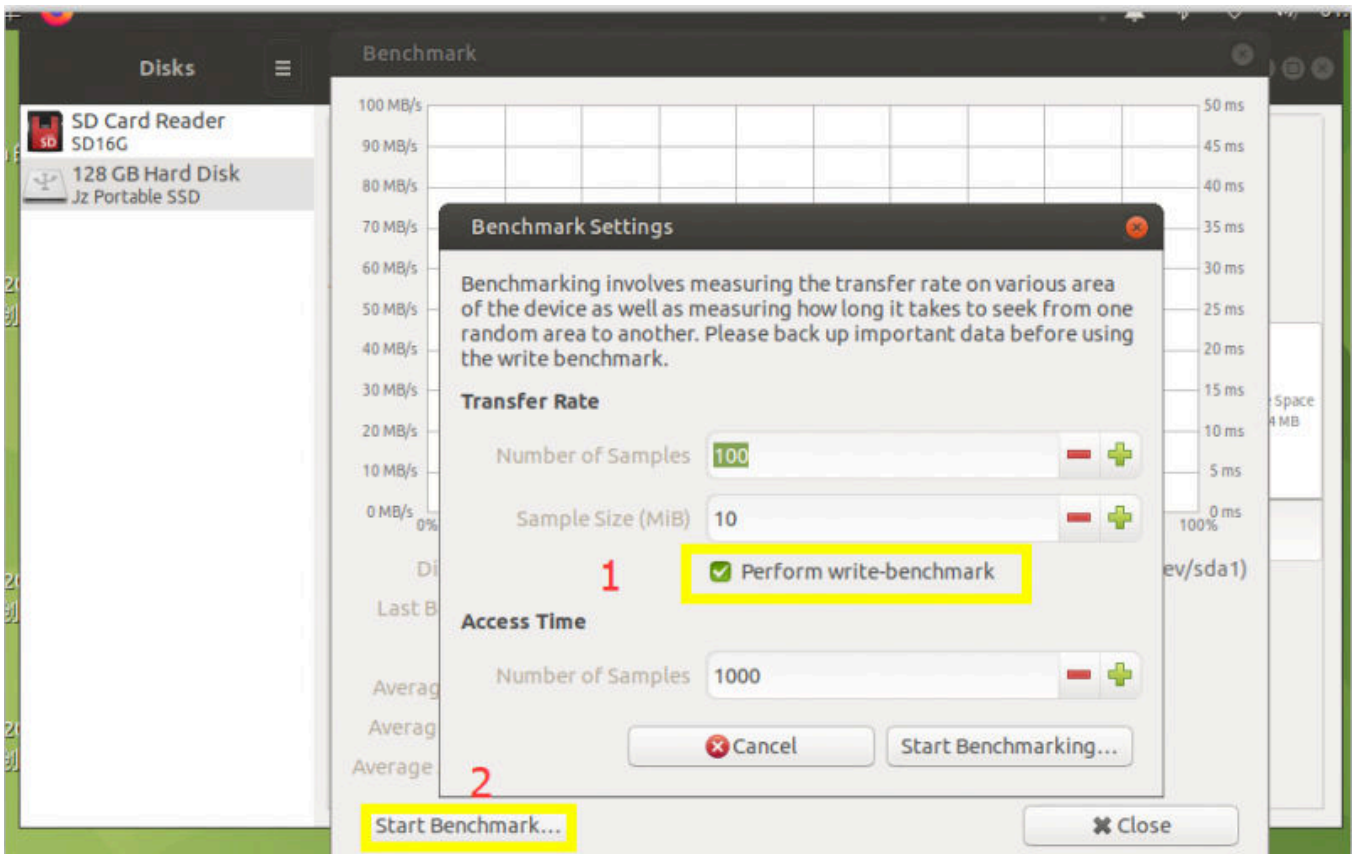 Disks
SD Card Reader
SD16G
128 GB Hard Disk
Jz Portable SSD
Benchmark
100 MB/s
90 MB/s
80 MB/s
70 MB/s
60 MB/s
50 MB/s
40 MB/s
30 MB/s
20 MB/s
10 MB/s
0 MB/s
0%
50 ms
45 ms
40 ms
35 ms
30 ms
25 ms
20 ms
15 ms
10 ms
5 ms
0 ms
100%
Benchmark Settings
Benchmarking involves measuring the transfer rate on various area
of the device as well as measuring how long it takes to seek from one
random area to another. Please back up important data before using
the write benchmark.
Transfer Rate
Number of Samples 100
Sample Size (MiB) 10
1
Perform write-benchmark
Access Time
Number of Samples 1000
Cancel
Start Benchmarking...
Di
ev/sda1)
Last B
Averag
Averag
Average
2
Start Benchmark...
Close
Space
4 MB